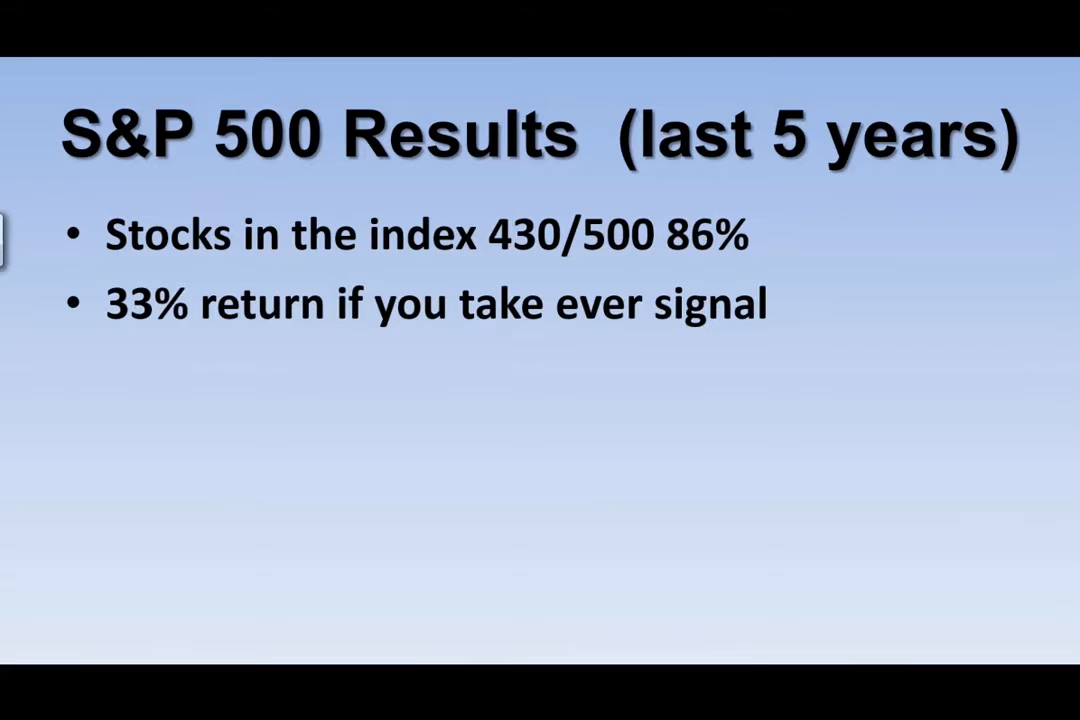 S&P 500 Results (last 5 years)
• Stocks in the index 430/500 86%
• 33% return if you take ever signal